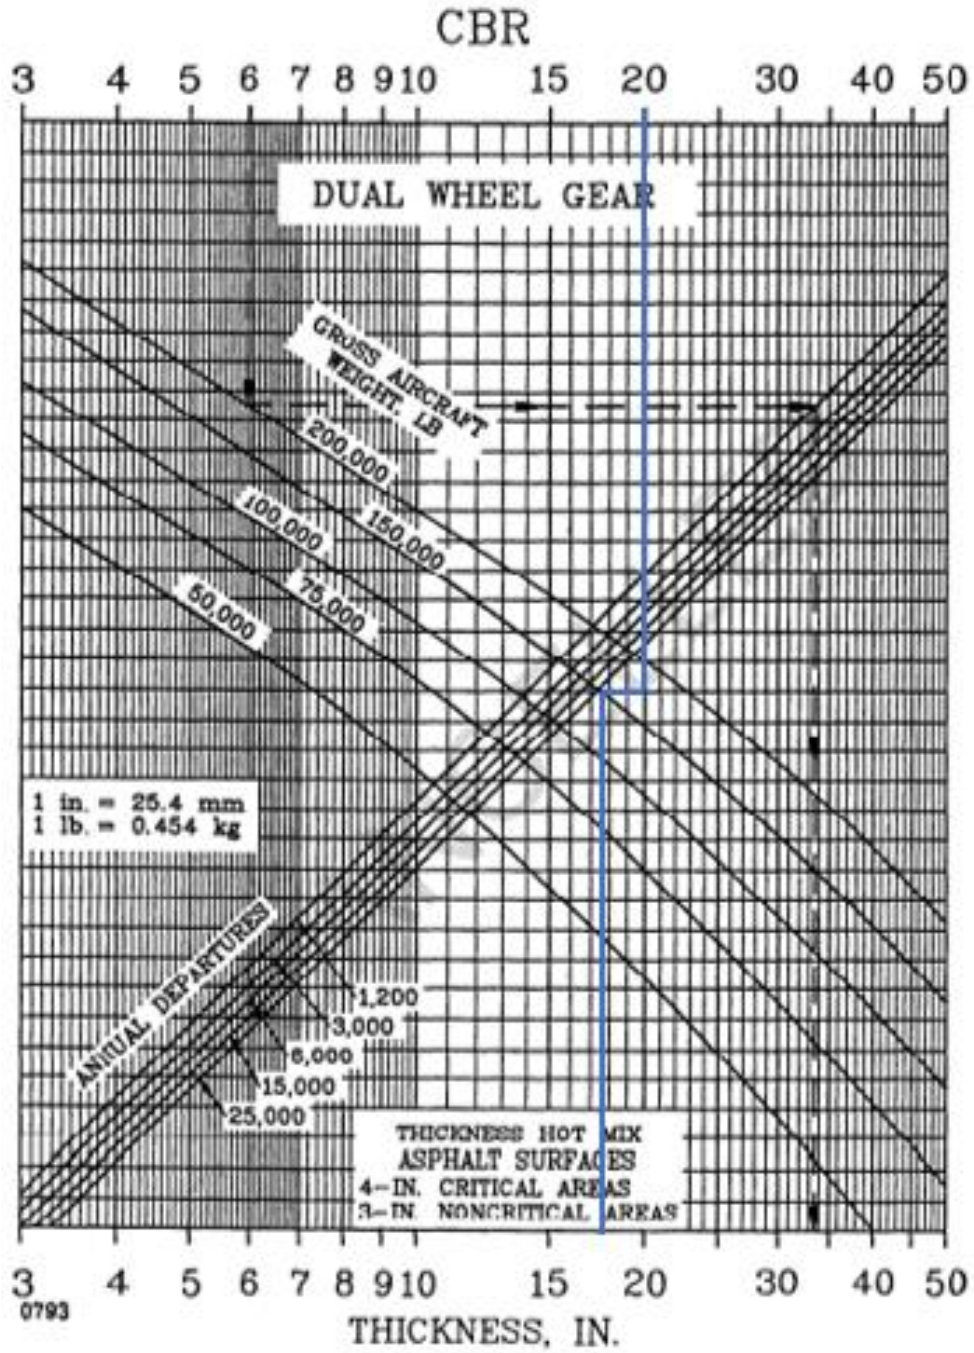 CBR
3 4 5 6 7 8 9 10 15 20 30 40 50
DUAL WHEEL GEAR
GROSS AIRCRAFT
WEIGHT, LB
200,000
150,000
100,000
75,000
50,000
1 in. = 25.4 mm
1 lb. = 0.454 kg
ANNUAL DEPARTURES
1,200
3,000
6,000
15,000
25,000
THICKNESS HOT MIX
ASPHALT SURFACES
4-IN. CRITICAL AREAS
3-IN. NONCRITICAL AREAS
3 4 5 6 7 8 9 10 15 20 30 40 50
0793
THICKNESS, IN.